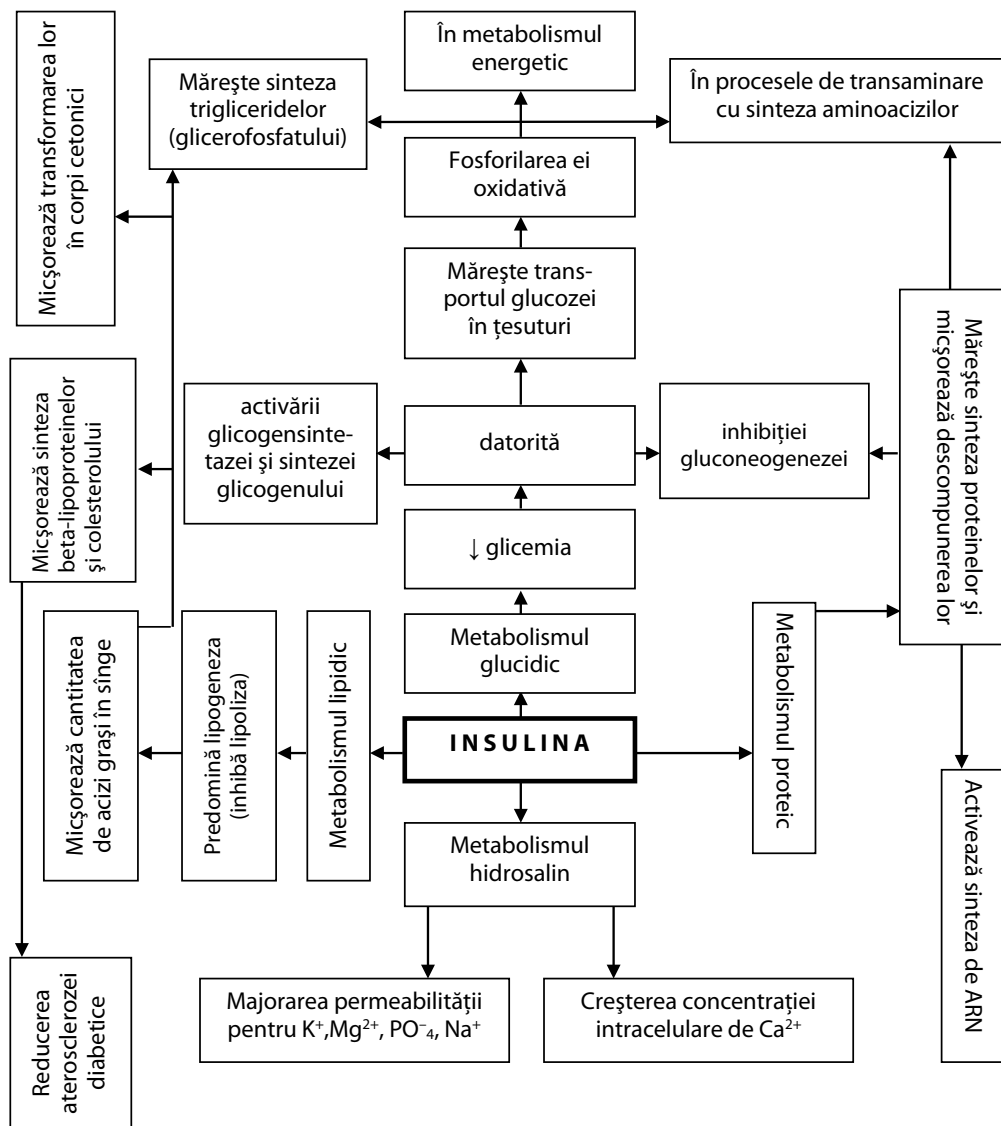 În metabolismul
energetic
Măreşte sinteza
trigliceridelor
(glicerofosfatului)
În procesele de transaminare
cu sinteza aminoacizilor
Micşorează transformarea lor
în corpi cetonici
Fosforilarea ei
oxidativă
Măreşte trans-
portul glucozei
în ţesuturi
Măreşte sinteza proteinelor şi
micşorează descompunerea lor
Micşorează sinteza
beta-lipoproteinelor
şi colesterolului
activării
glicogensinte-
tazei şi sintezei
glicogenului
datorită
inhibiţiei
gluconeogenezei
↓ glicemia
Micşorează cantitatea
de acizi graşi în sînge
Predomină lipogeneza
(inhibă lipoliza)
Metabolismul lipidic
Metabolismul
glucidic
Metabolismul proteic
INSULINA
Metabolismul
hidrosalin
Activează sinteza de ARN
Reducerea
aterosclerozei
diabetice
Majorarea permeabilităţii
pentru K⁺,Mg²⁺, PO⁻₄, Na⁺
Creşterea concentraţiei
intracelulare de Ca²⁺